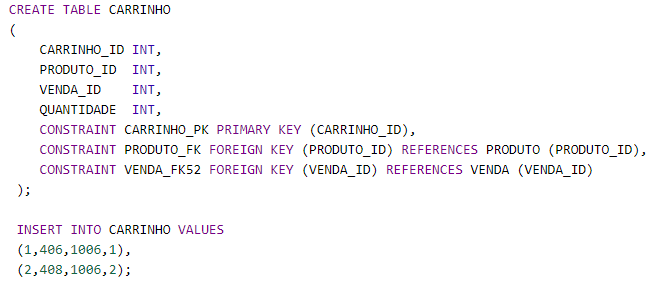 CREATE TABLE CARRINHO
(
    CARRINHO_ID INT,
    PRODUTO_ID  INT,
    VENDA_ID    INT,
    QUANTIDADE  INT,
    CONSTRAINT CARRINHO_PK PRIMARY KEY (CARRINHO_ID),
    CONSTRAINT PRODUTO_FK FOREIGN KEY (PRODUTO_ID) REFERENCES PRODUTO (PRODUTO_ID),
    CONSTRAINT VENDA_FK52 FOREIGN KEY (VENDA_ID) REFERENCES VENDA (VENDA_ID)
 );

 INSERT INTO CARRINHO VALUES
 (1,406,1006,1),
 (2,408,1006,2);